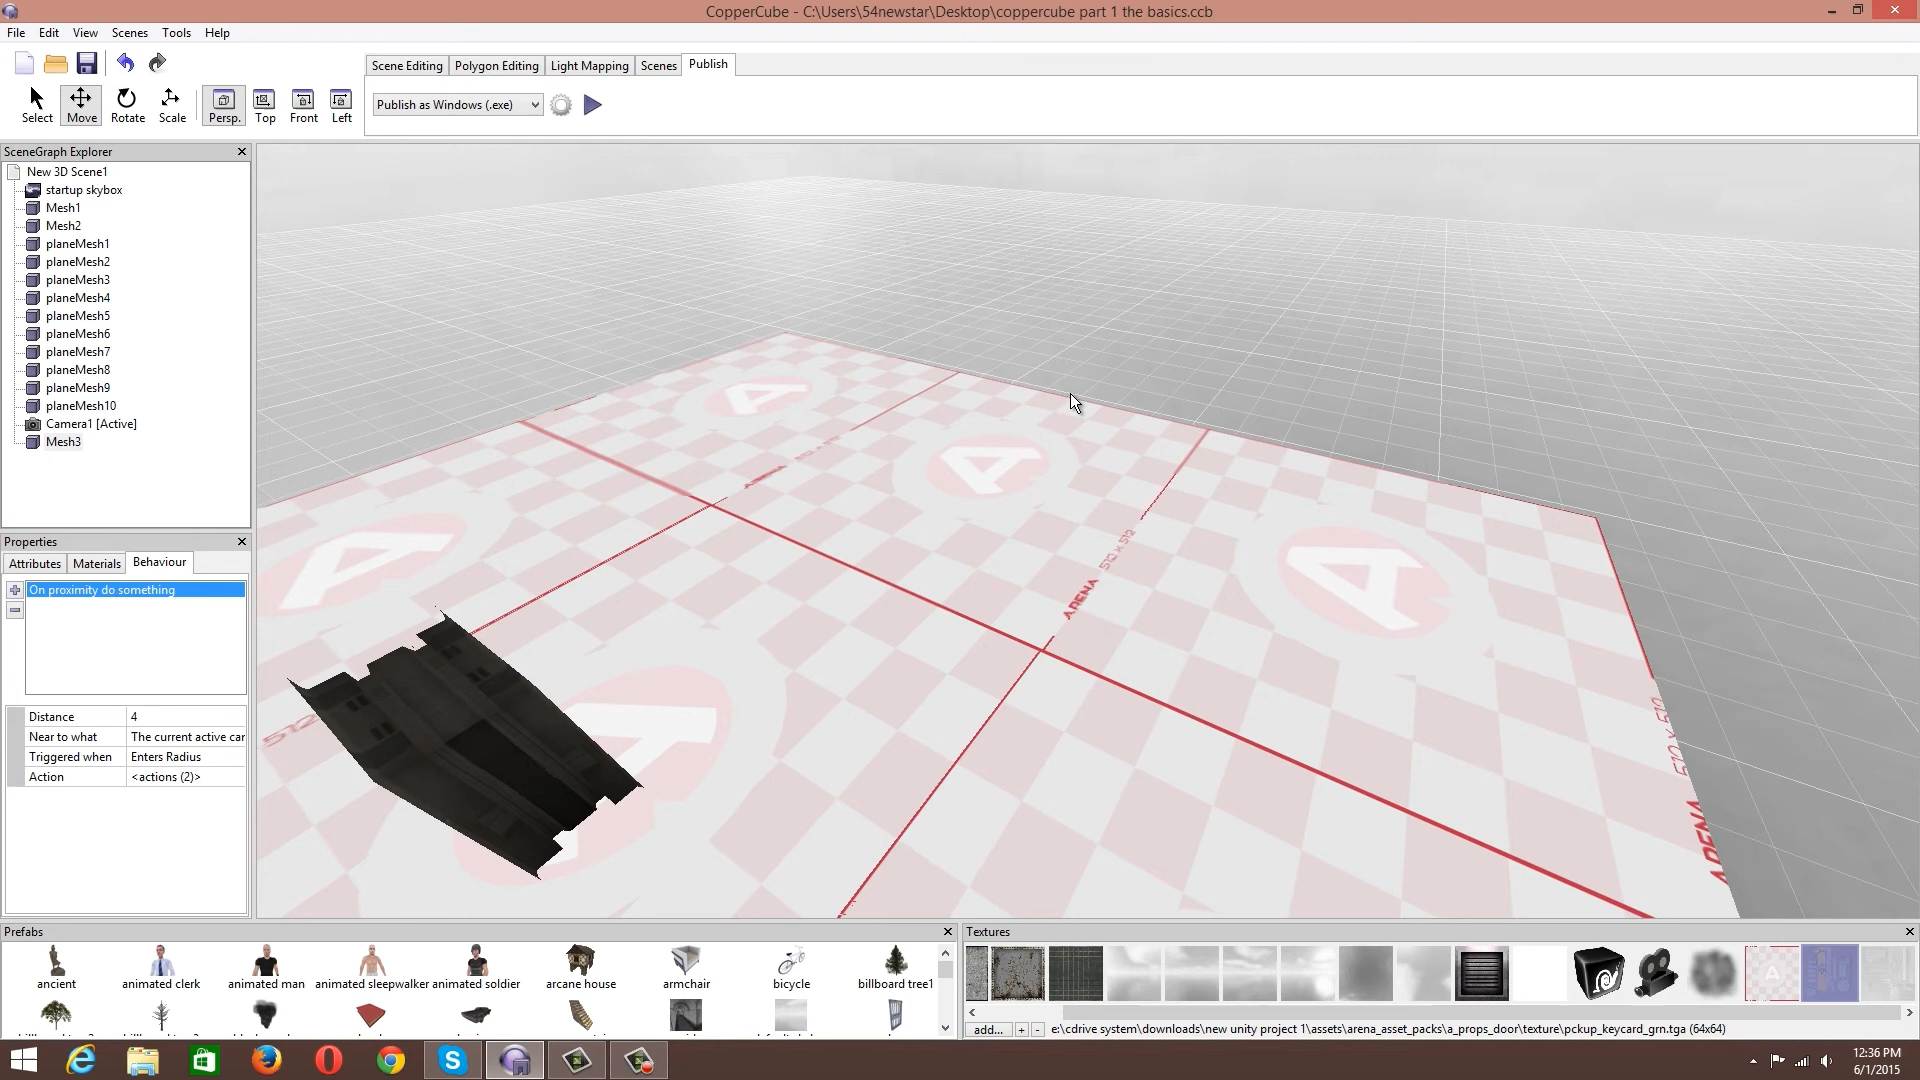 CopperCube - C:\Users\54newstar\Desktop\coppercube part 1 the basics.ccb
File Edit View Scenes Tools Help
Scene Editing Polygon Editing Light Mapping Scenes Publish
Publish as Windows (.exe)
Select Move Rotate Scale Persp. Top Front Left
SceneGraph Explorer
New 3D Scene1
startup skybox
Mesh1
Mesh2
planeMesh1
planeMesh2
planeMesh3
planeMesh4
planeMesh5
planeMesh6
planeMesh7
planeMesh8
planeMesh9
planeMesh10
Camera1 [Active]
Mesh3
Properties
Attributes Materials Behaviour
On proximity do something
Distance 4
Near to what The current active car
Triggered when Enters Radius
Action <actions (2)>
A
A
A
A
ARENA 512 X 512
ARENA
512
Prefabs
ancient animated clerk animated man animated sleepwalker animated soldier arcane house armchair bicycle billboard tree1
Textures
add... + - e:\cdrive system\downloads\new unity project 1\assets\arena_asset_packs\a_props_door\texture\pckup_keycard_grn.tga (64x64)
12:36 PM
6/1/2015